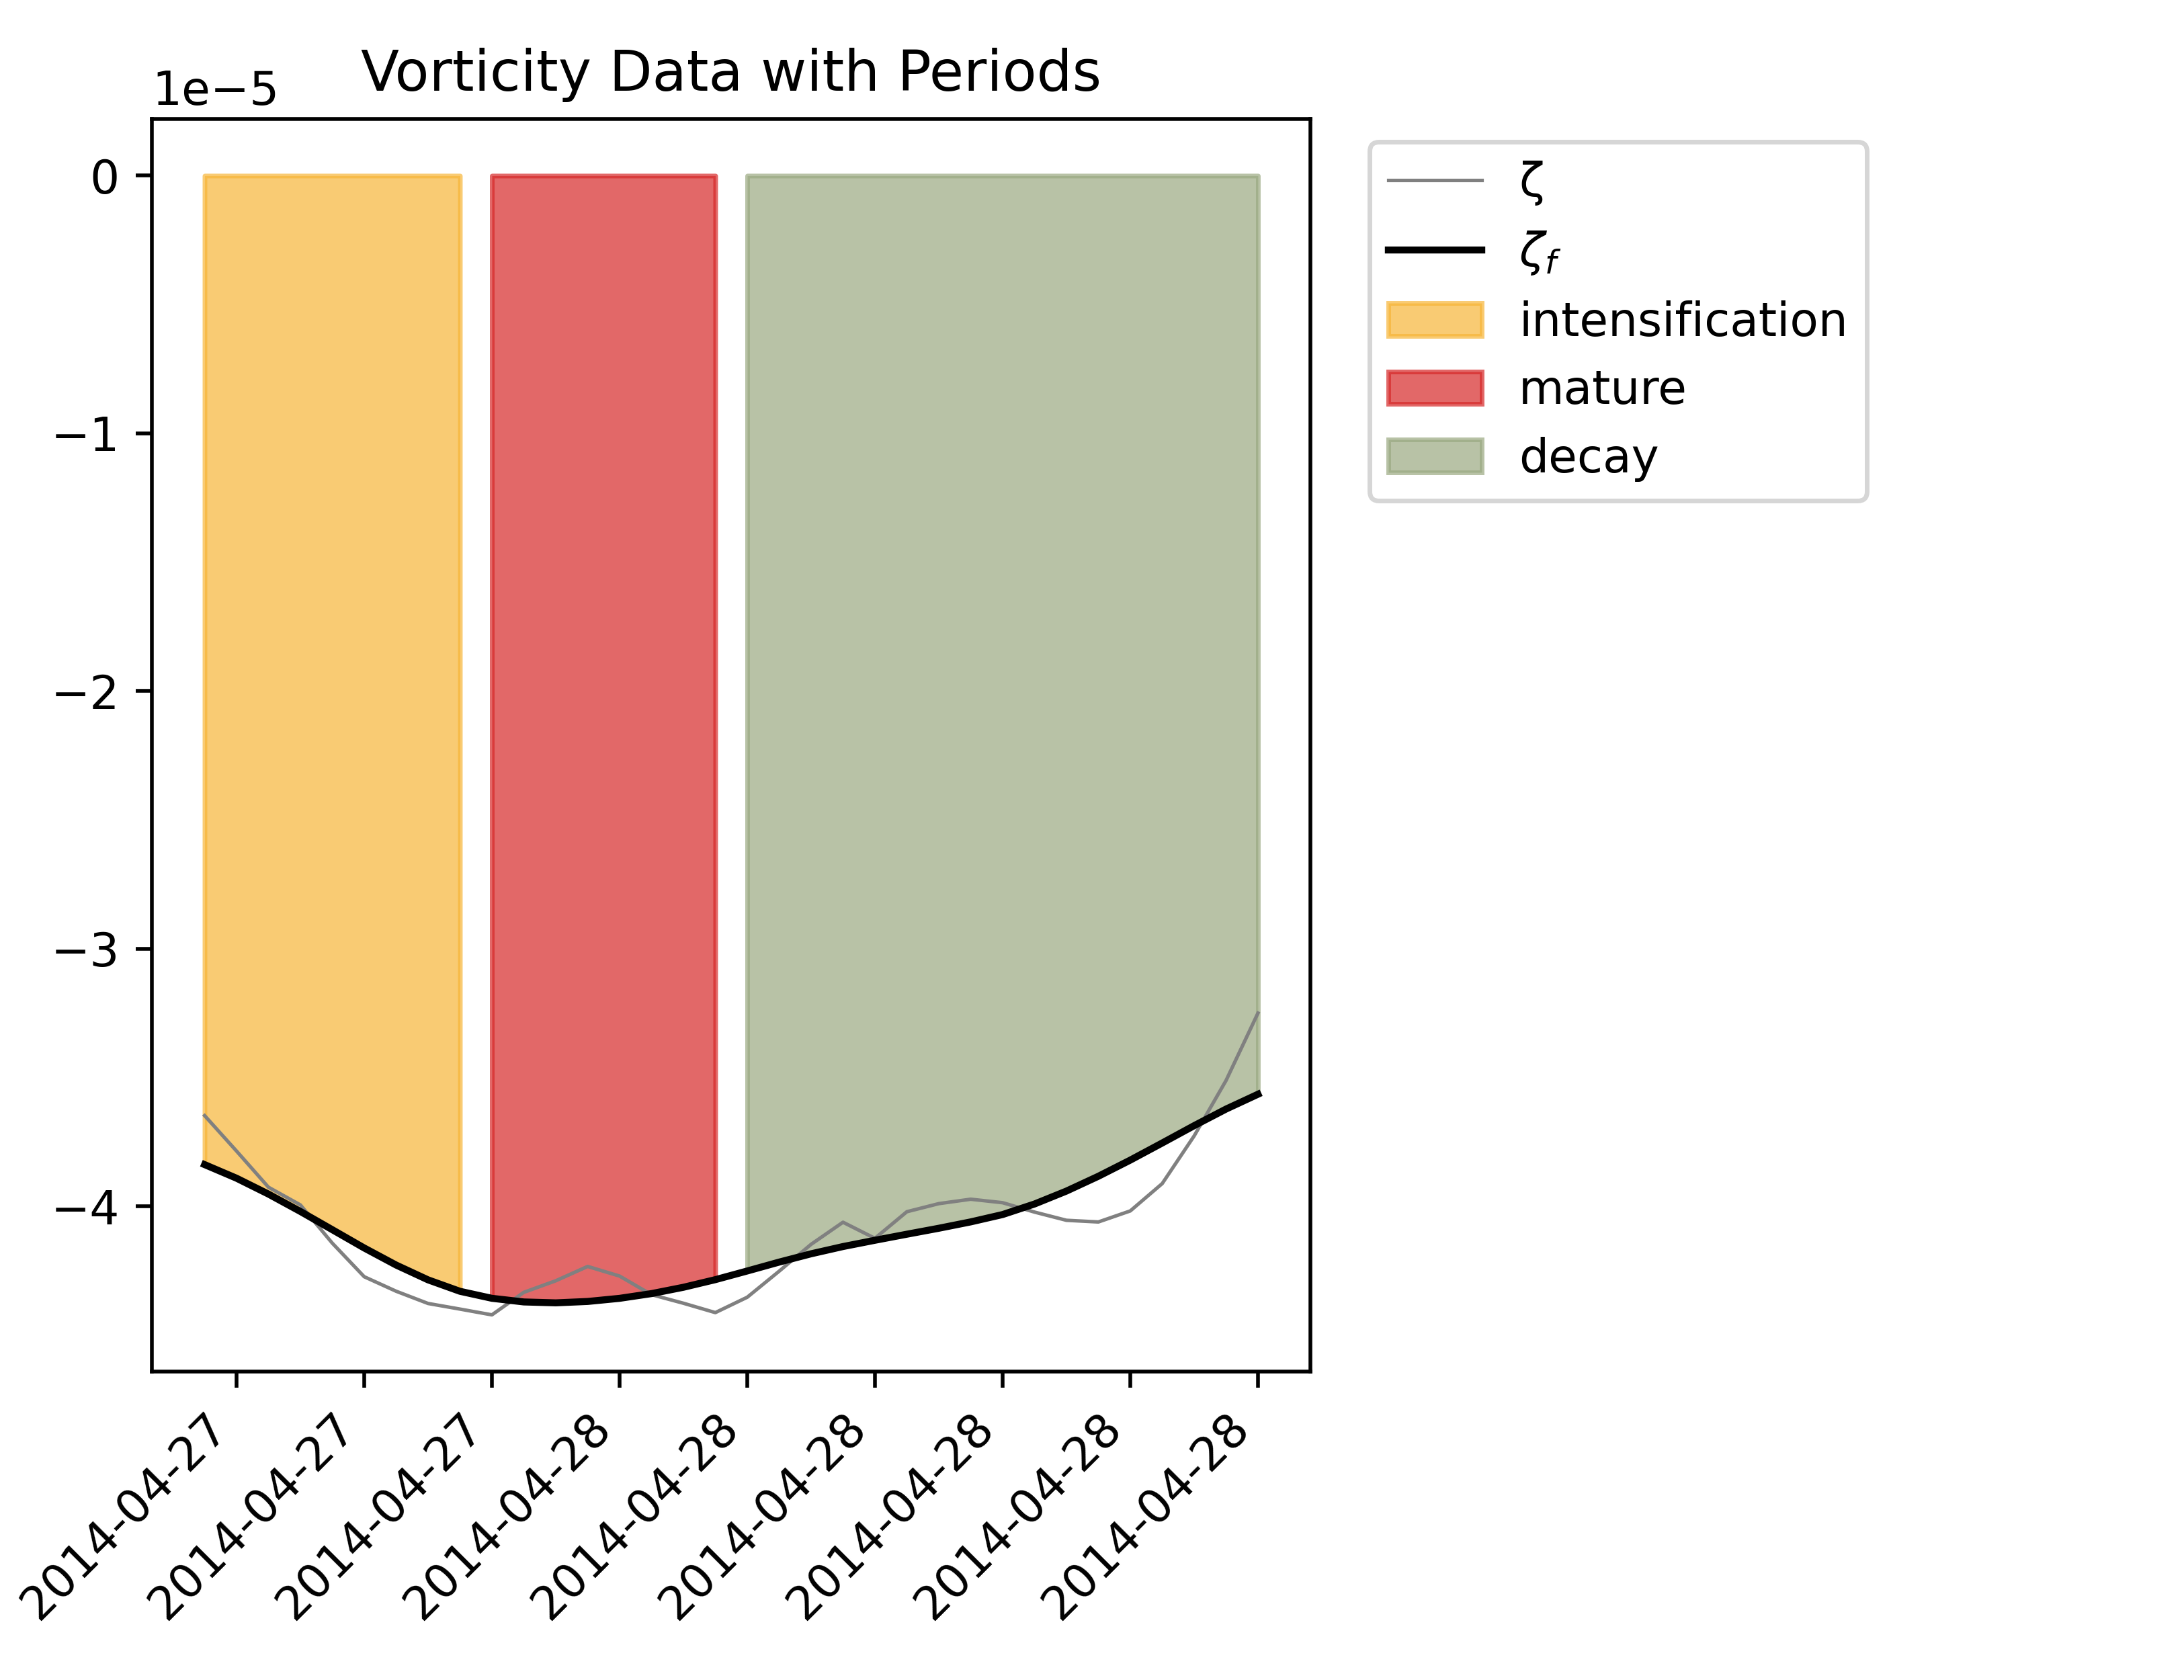 Vorticity Data with Periods
1e−5
0
−1
−2
−3
−4
2014-04-27
2014-04-27
2014-04-27
2014-04-28
2014-04-28
2014-04-28
2014-04-28
2014-04-28
2014-04-28
ζ
ζf
intensification
mature
decay